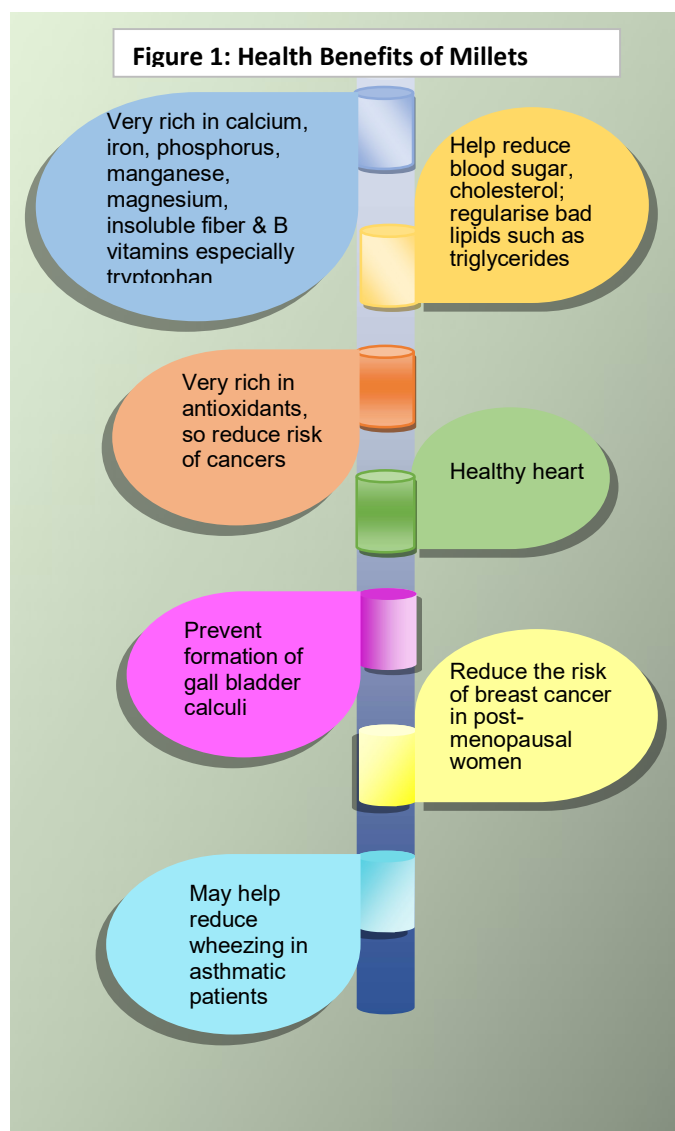 Figure 1: Health Benefits of Millets
Very rich in calcium,
iron, phosphorus,
manganese,
magnesium,
insoluble fiber & B
vitamins especially
tryptophan
Help reduce
blood sugar,
cholesterol;
regularise bad
lipids such as
triglycerides
Very rich in
antioxidants,
so reduce risk
of cancers
Healthy heart
Prevent
formation of
gall bladder
calculi
Reduce the risk
of breast cancer
in post-
menopausal
women
May help
reduce
wheezing in
asthmatic
patients